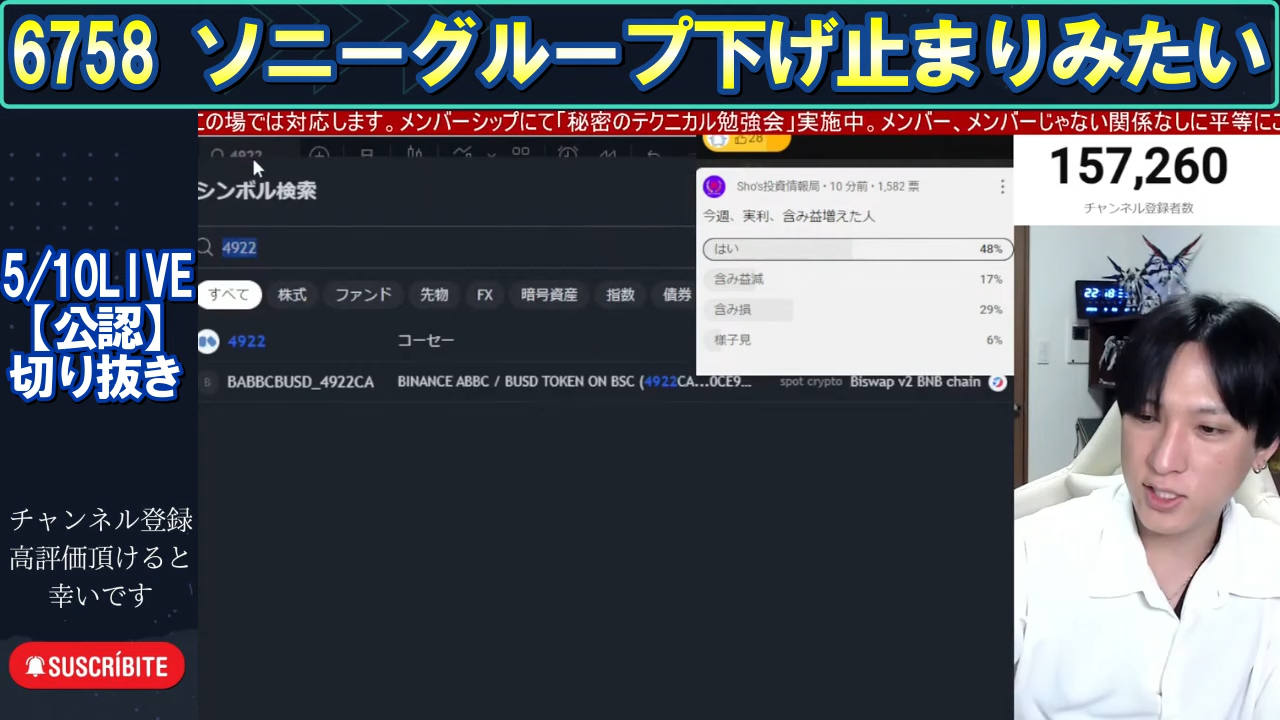 6758 ソニーグループ下げ止まりみたい
この場では対応します。メンバーシップにて「秘密のテクニカル勉強会」実施中。メンバー、メンバーじゃない関係なしに平等にこ
5/10LIVE
【公認】
切り抜き
チャンネル登録
高評価頂けると
幸いです
SUSCRÍBITE
4922
シンボル検索
4922
すべて 株式 ファンド 先物 FX 暗号資産 指数 債券
4922 コーセー
BABBCBUSD_4922CA BINANCE ABBC / BUSD TOKEN ON BSC (4922CA...0CE9... spot crypto Biswap v2 BNB chain
28
Sho's投資情報局・10 分前・1,582 票
今週、実利、含み益増えた人
はい 48%
含み益減 17%
含み損 29%
様子見 6%
157,260
チャンネル登録者数
22:18